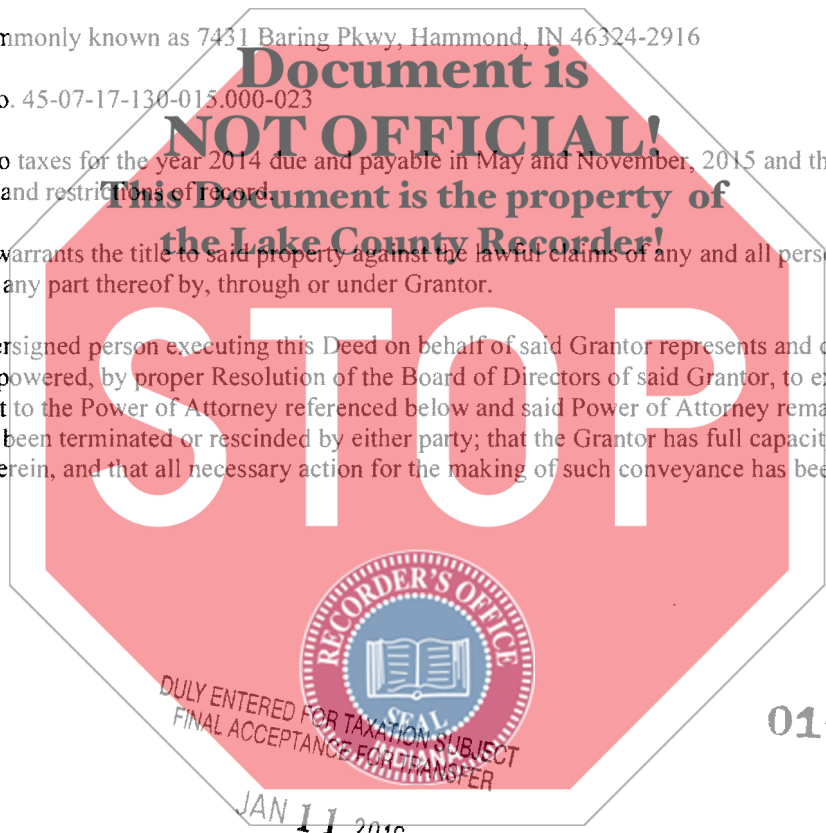 mmonly known as 7431 Baring Pkwy, Hammond, IN 46324-2916
Document is
o. 45-07-17-130-015.000-023
NOT OFFICIAL!
o taxes for the year 2014 due and payable in May and November, 2015 and th
This Document is the property of
and restrictions of record.
the Lake County Recorder!
warrants the title to said property against the lawful claims of any and all perso
any part thereof by, through or under Grantor.
STOP
ersigned person executing this Deed on behalf of said Grantor represents and c
powered, by proper Resolution of the Board of Directors of said Grantor, to ex
t to the Power of Attorney referenced below and said Power of Attorney rema
been terminated or rescinded by either party; that the Grantor has full capacit
erein, and that all necessary action for the making of such conveyance has bee
RECORDER'S OFFICE
SEAL
INDIANA
DULY ENTERED FOR TAXATION SUBJECT
FINAL ACCEPTANCE FOR TRANSFER
01
JAN 11